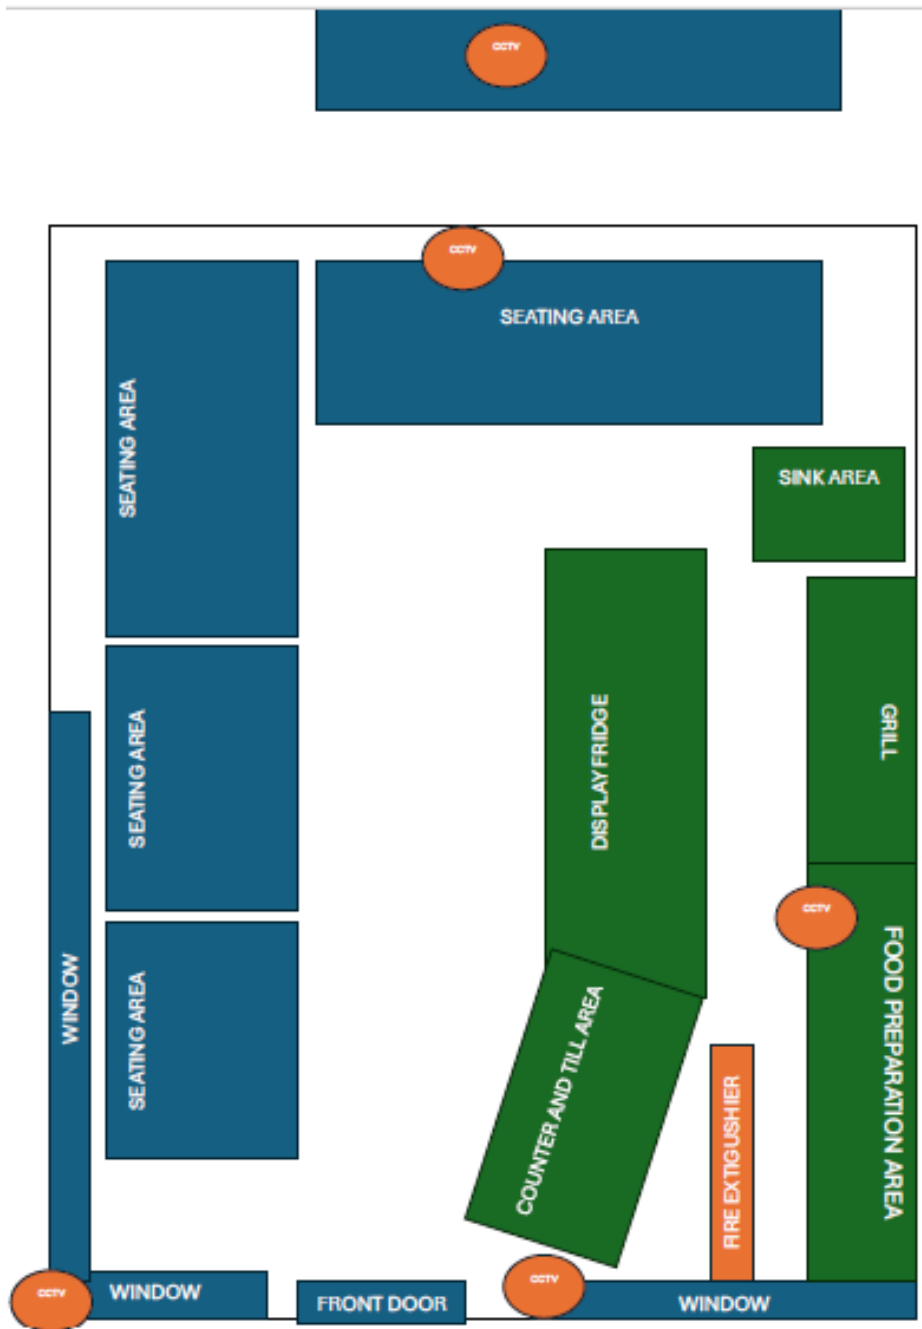 CCTV
CCTV
SEATING AREA
SEATING AREA
SINK AREA
SEATING AREA
DISPLAY FRIDGE
GRILL
CCTV
FOOD PREPARATION AREA
WINDOW
SEATING AREA
COUNTER AND TILL AREA
FIRE EXTIGUSHIER
CCTV
WINDOW
FRONT DOOR
CCTV
WINDOW